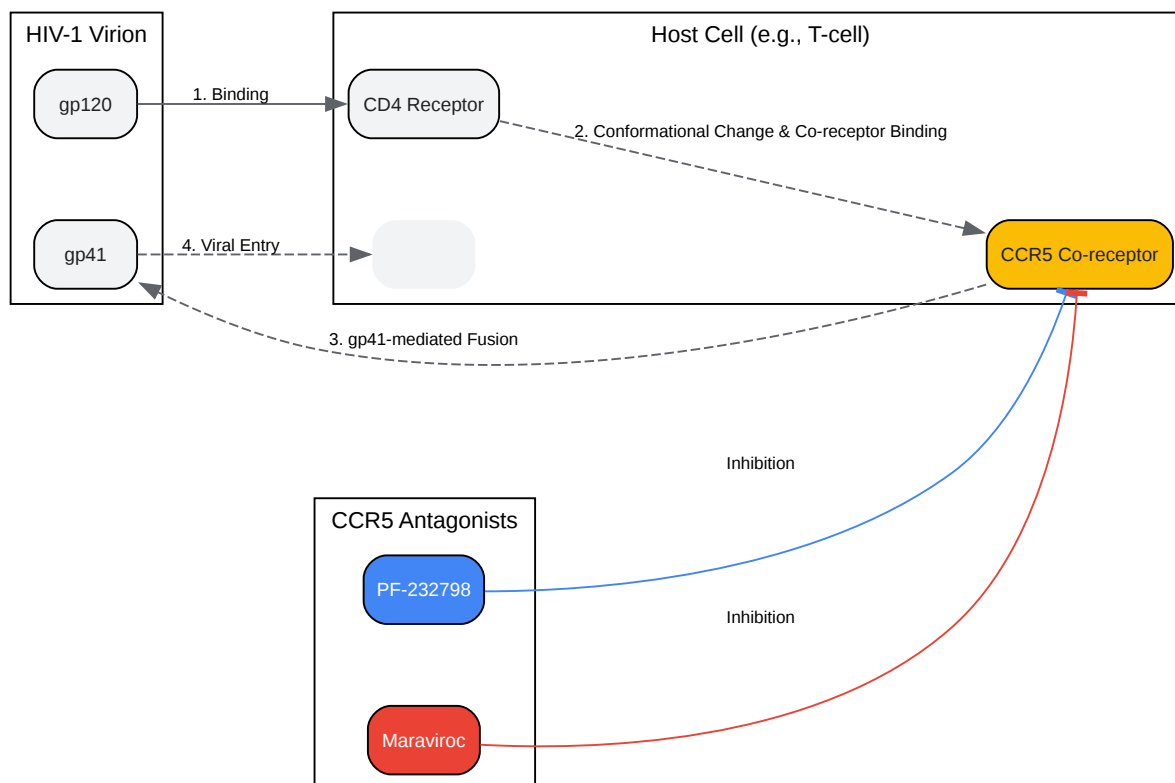 HIV-1 Virion
Host Cell (e.g., T-cell)
gp120
1. Binding
CD4 Receptor
2. Conformational Change & Co-receptor Binding
gp41
4. Viral Entry
CCR5 Co-receptor
3. gp41-mediated Fusion
Inhibition
CCR5 Antagonists
PF-232798
Inhibition
Maraviroc